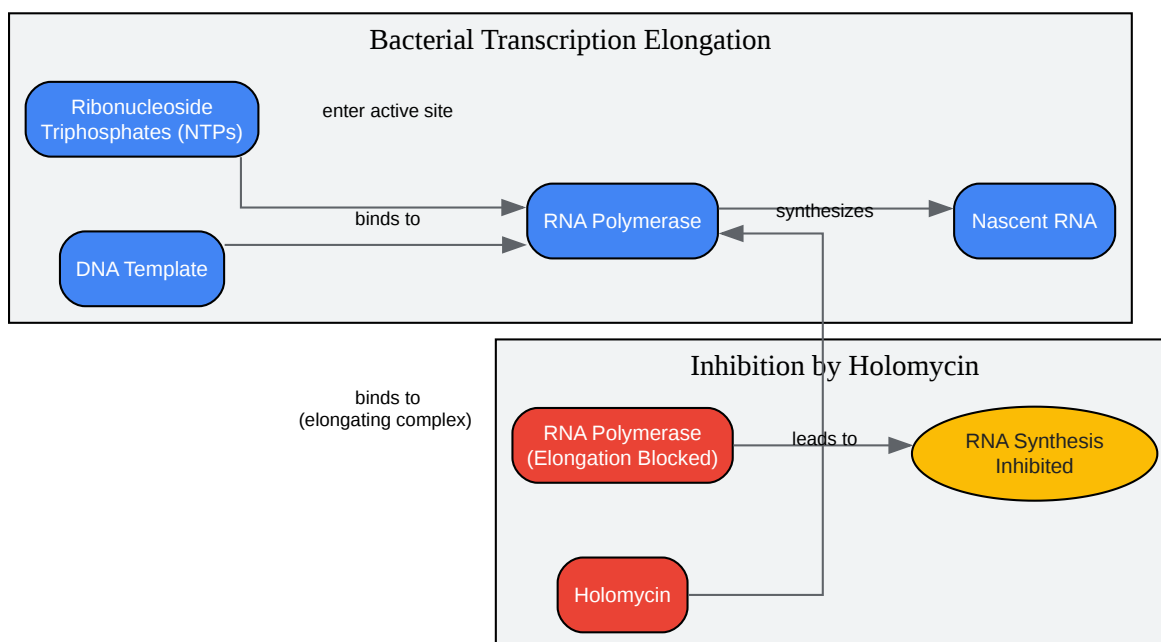 Bacterial Transcription Elongation
Ribonucleoside
Triphosphates (NTPs)
enter active site
binds to
RNA Polymerase
synthesizes
Nascent RNA
DNA Template
Inhibition by Holomycin
binds to
(elongating complex)
RNA Polymerase
(Elongation Blocked)
leads to
RNA Synthesis
Inhibited
Holomycin